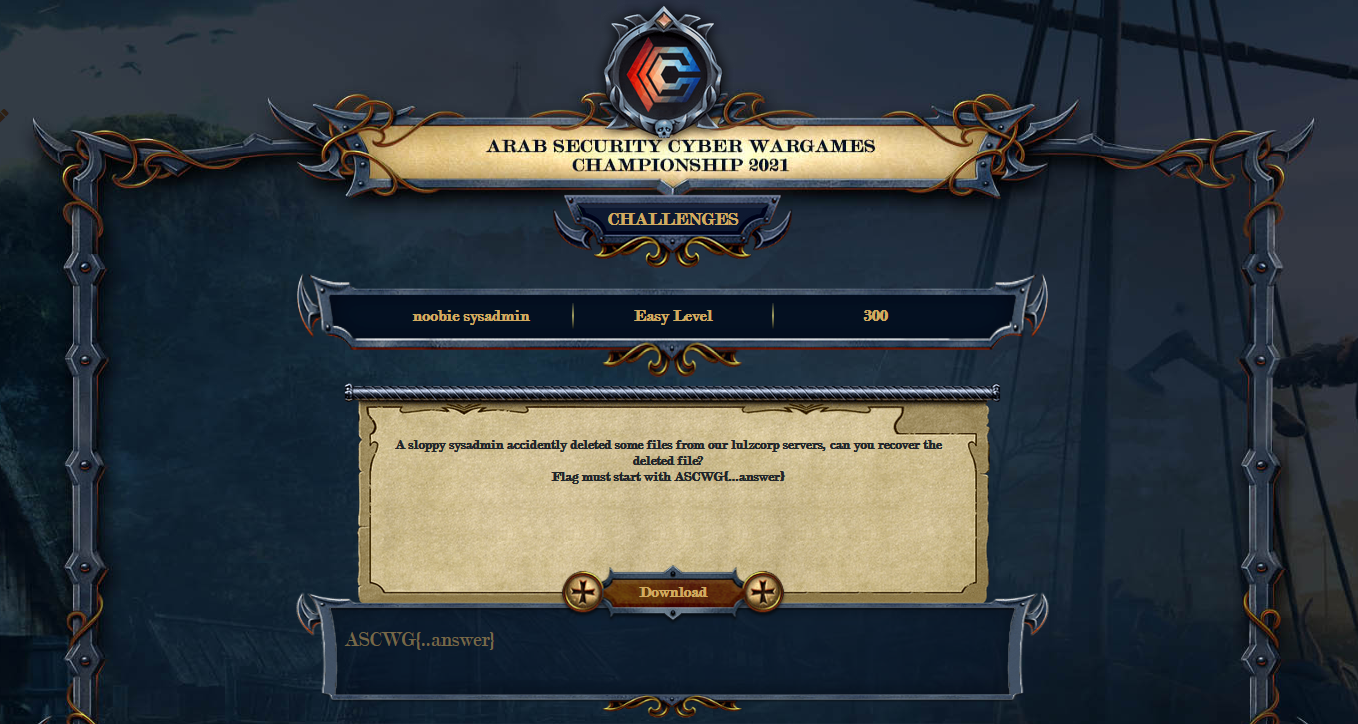 ARAB SECURITY CYBER WARGAMES
CHAMPIONSHIP 2021
CHALLENGES
noobie sysadmin
Easy Level
300
A sloppy sysadmin accidently deleted some files from our lulzcorp servers, can you recover the
deleted file?
Flag must start with ASCWG{...answer}
Download
ASCWG{..answer}